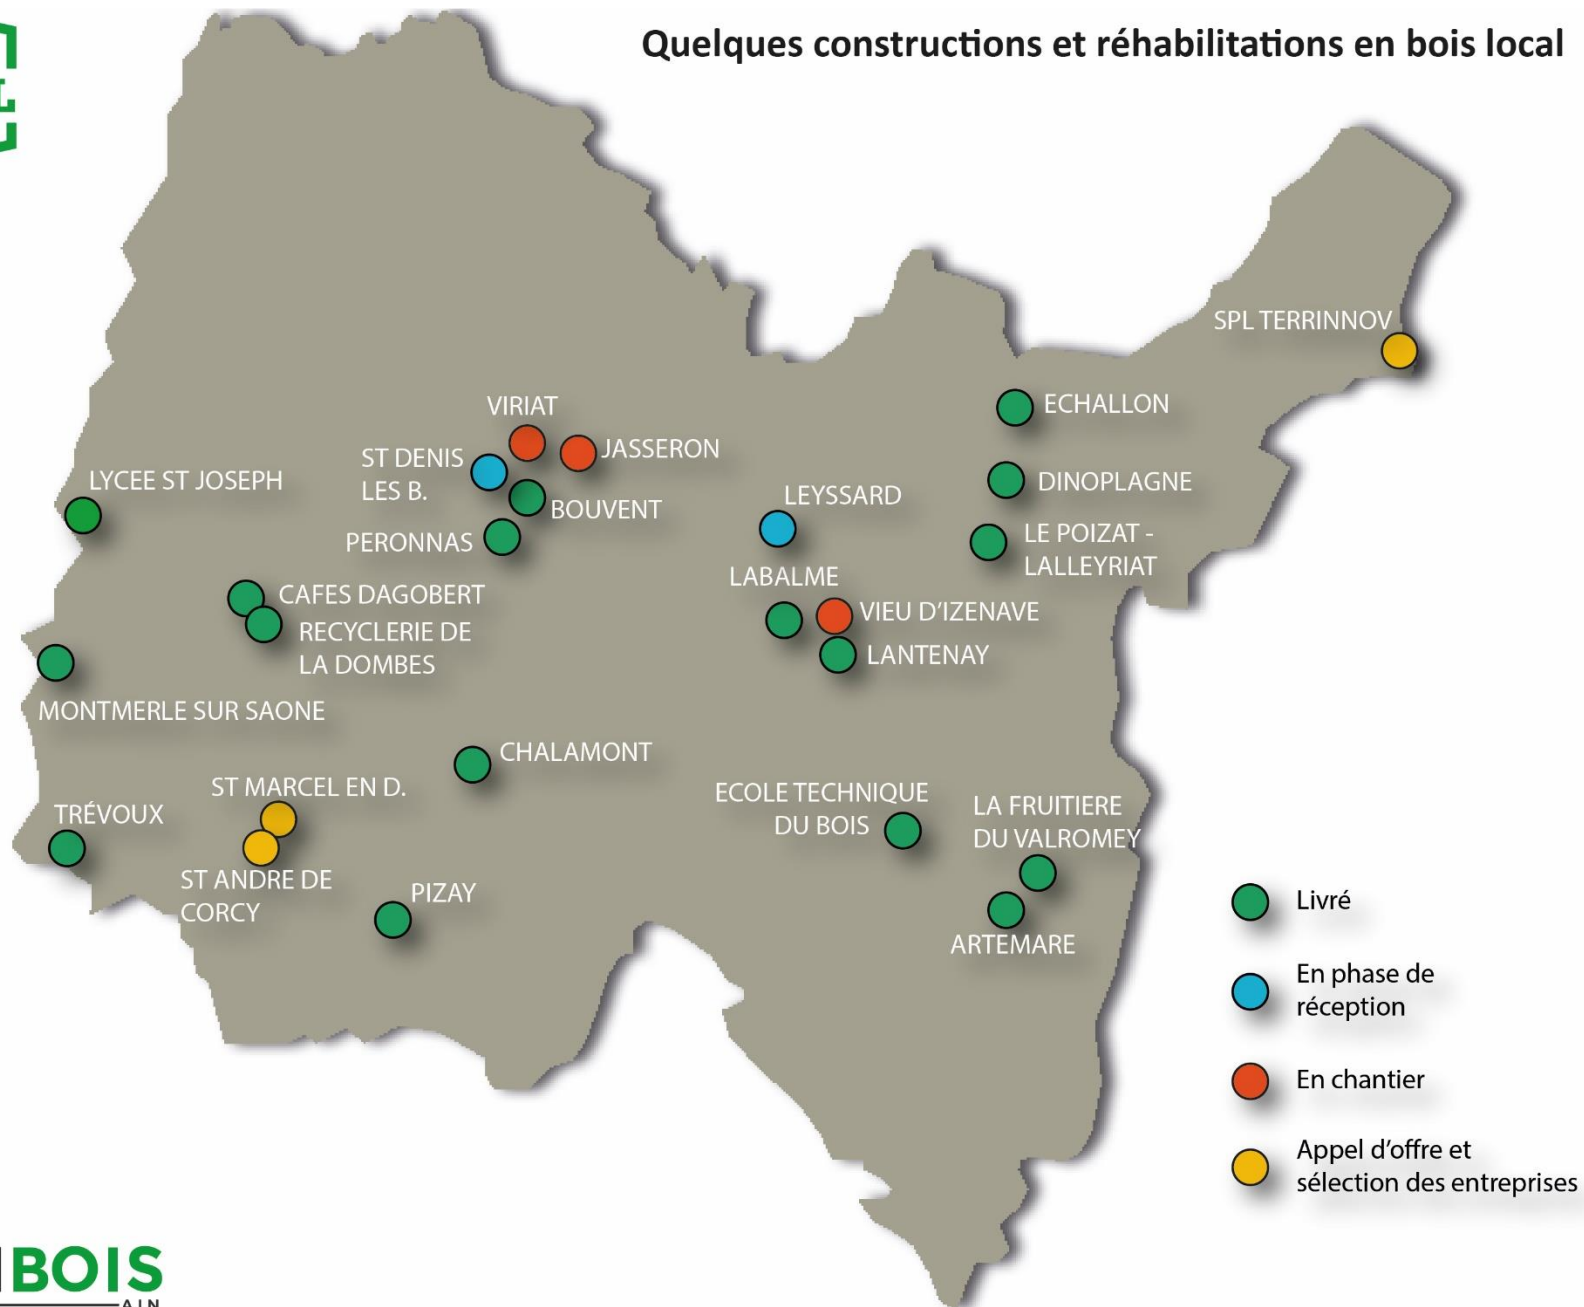 Quelques constructions et réhabilitations en bois local
SPL TERRINNOV
ECHALLON
VIRIAT
JASSERON
ST DENIS
LES B.
LYCEE ST JOSEPH
DINOPLAGNE
LEYSSARD
BOUVENT
PERONNAS
LE POIZAT -
LALLEYRIAT
LABALME
CAFES DAGOBERT
VIEU D'IZENAVE
RECYCLERIE DE
LA DOMBES
LANTENAY
MONTMERLE SUR SAONE
CHALAMONT
ST MARCEL EN D.
ECOLE TECHNIQUE
DU BOIS
LA FRUITIERE
DU VALROMEY
TRÉVOUX
ST ANDRE DE
CORCY
PIZAY
ARTEMARE
Livré
En phase de
réception
En chantier
Appel d'offre et
sélection des entreprises
BOIS
AIN